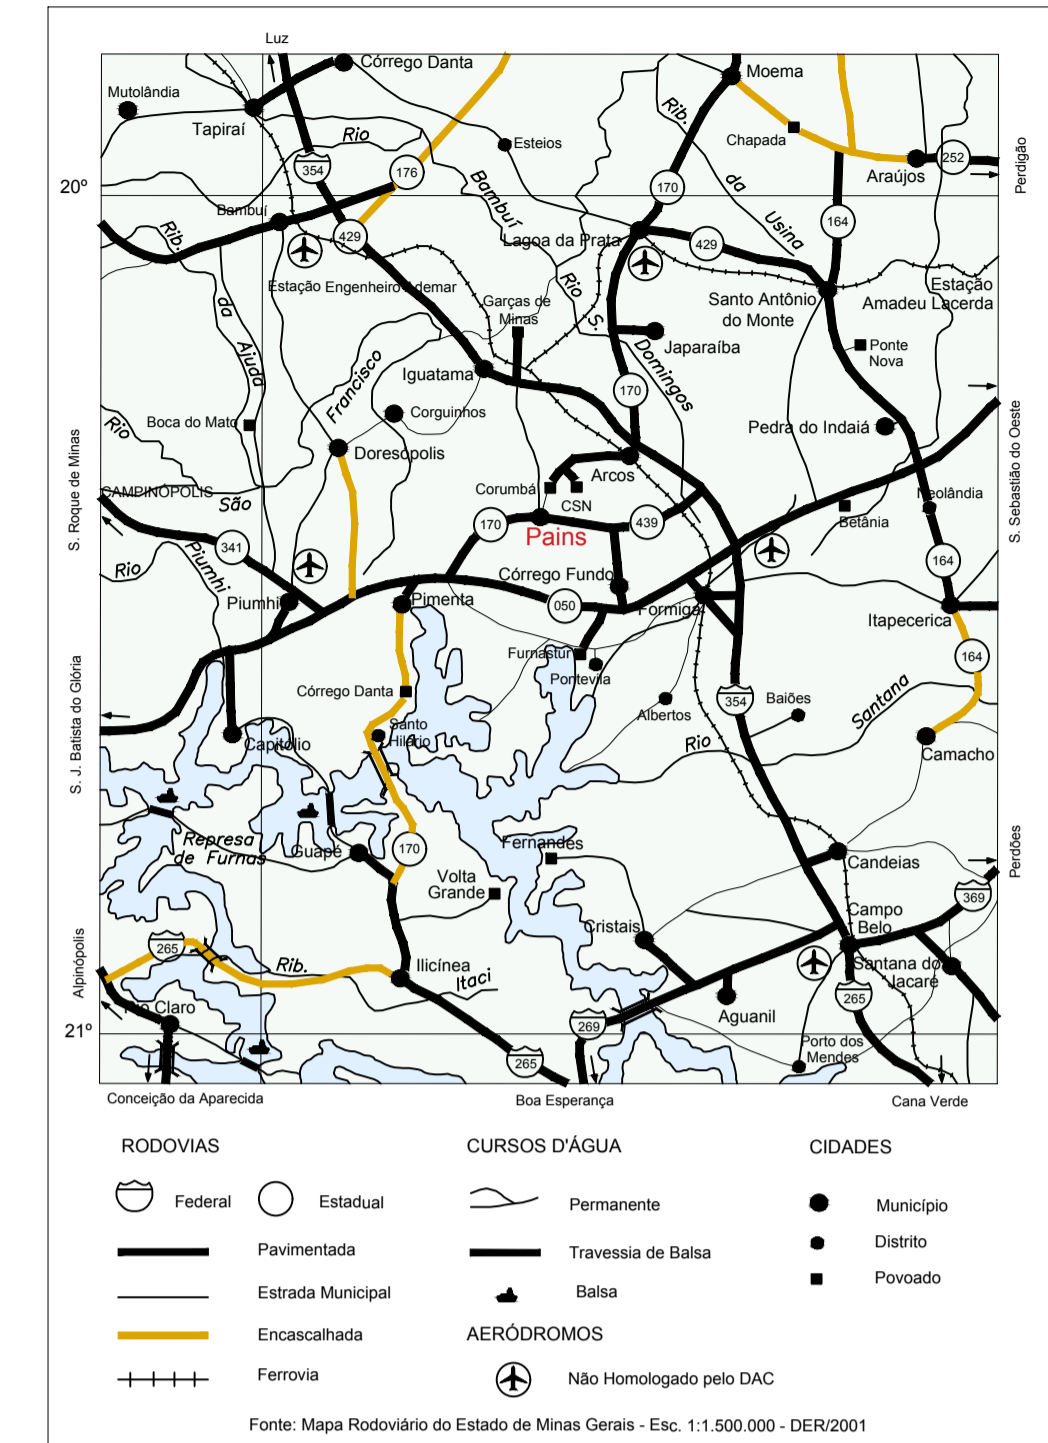 Luz
Córrego Danta
Moema
Mutolândia
Tapiraí
Rio
Esteios
Rib.
Chapada
Araújos
252
Perdigão
354
176
170
20º
Bambuí
Bambuí
da
Usina
164
Rib.
429
Lagoa da Prata
429
Estação Engenheiro Ademar
Rio
S.
Domingos
Estação
Amadeu Lacerda
Santo Antônio
do Monte
Garças de
Minas
da
Ajuda
Japaraíba
Ponte
Nova
Iguatama
Francisco
170
Corguinhos
Boca do Mato
Rio
Doresópolis
Pedra do Indaiá
S. Sebastião do Oeste
S. Roque de Minas
Arcos
CAMPINÓPOLIS
São
Corumbá
CSN
Neolândia
Betânia
170
439
Pains
341
Rio
Piumhi
164
Piumhi
Pimenta
Córrego Fundo
050
Formiga
Itapecerica
Furnastur
Pontevila
164
Córrego Danta
354
Albertos
Baiões
Santana
S. J. Batista do Glória
Capitólio
Santo
Hilário
Rio
Camacho
Represa
de Furnas
Guapé
170
Fernandes
Candeias
Perdões
Volta
Grande
369
Campo
Belo
Cristais
265
Alpinópolis
Rib.
Ilicínea
Itaci
Santana do
Jacaré
Rio Claro
Aguanil
265
21º
269
Porto dos
Mendes
265
Conceição da Aparecida
Boa Esperança
Cana Verde
RODOVIAS
CURSOS D'ÁGUA
CIDADES
Federal
Estadual
Permanente
Município
Pavimentada
Travessia de Balsa
Distrito
Estrada Municipal
Balsa
Povoado
Encascalhada
AERÓDROMOS
Ferrovia
Não Homologado pelo DAC
Fonte: Mapa Rodoviário do Estado de Minas Gerais - Esc. 1:1.500.000 - DER/2001